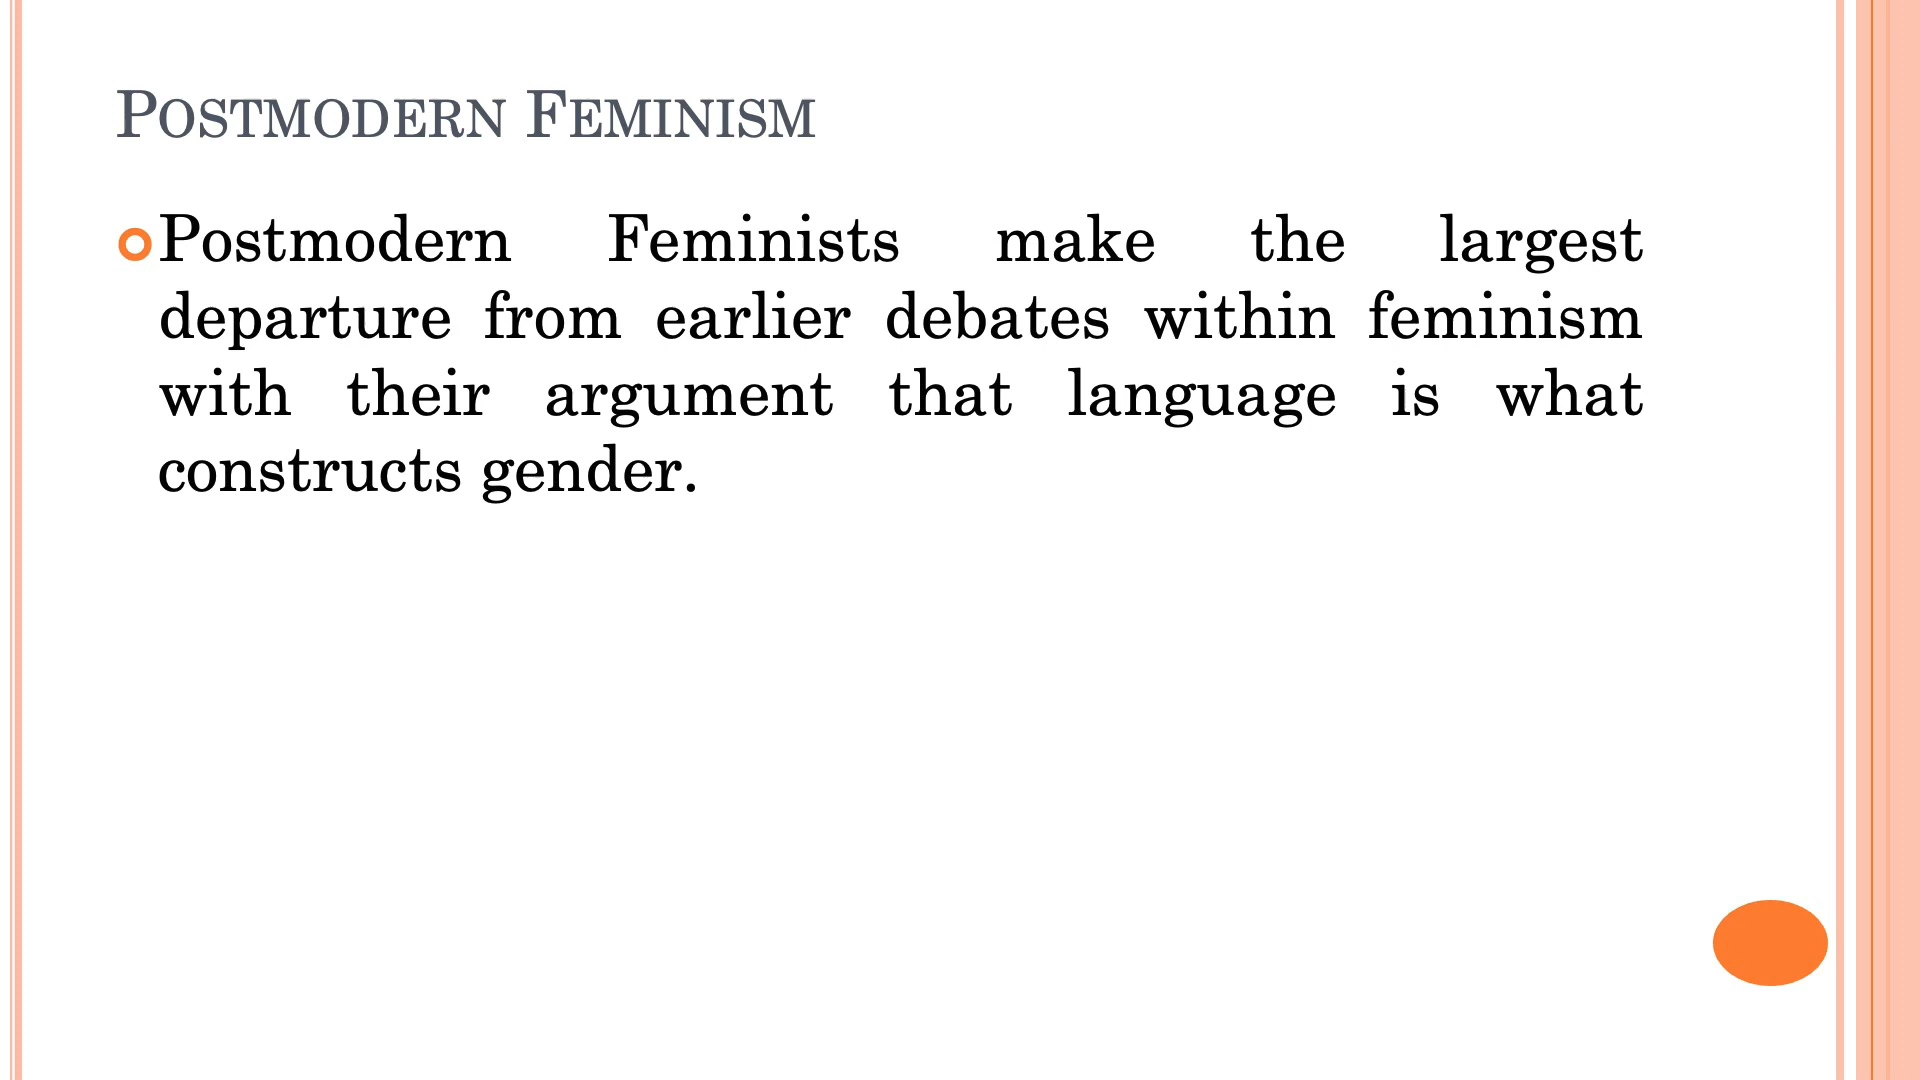 Postmodern Feminism
Postmodern Feminists make the largest
departure from earlier debates within feminism
with their argument that language is what
constructs gender.